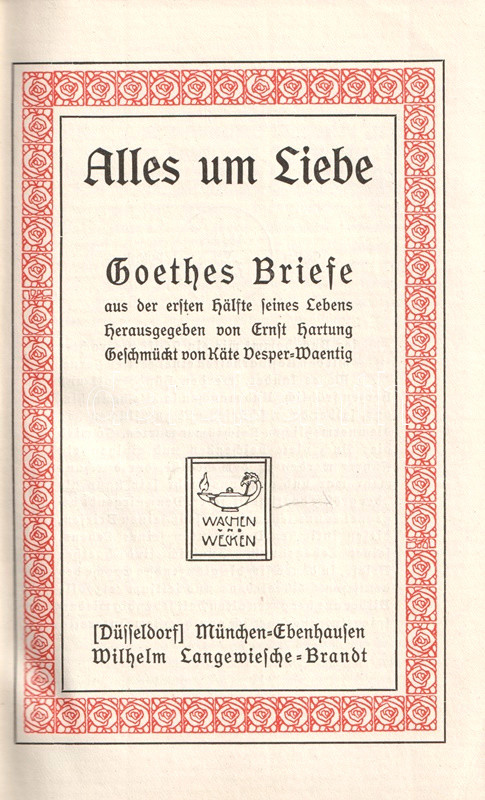 Alles um Liebe
Goethes Briefe
aus der ersten Hälfte seines Lebens
Herausgegeben von Ernst Hartung
Geschmückt von Käte Vesper=Waentig
WACHEN
UND
WECKEN
[Düsseldorf] München=Ebenhausen
Wilhelm Langewiesche=Brandt